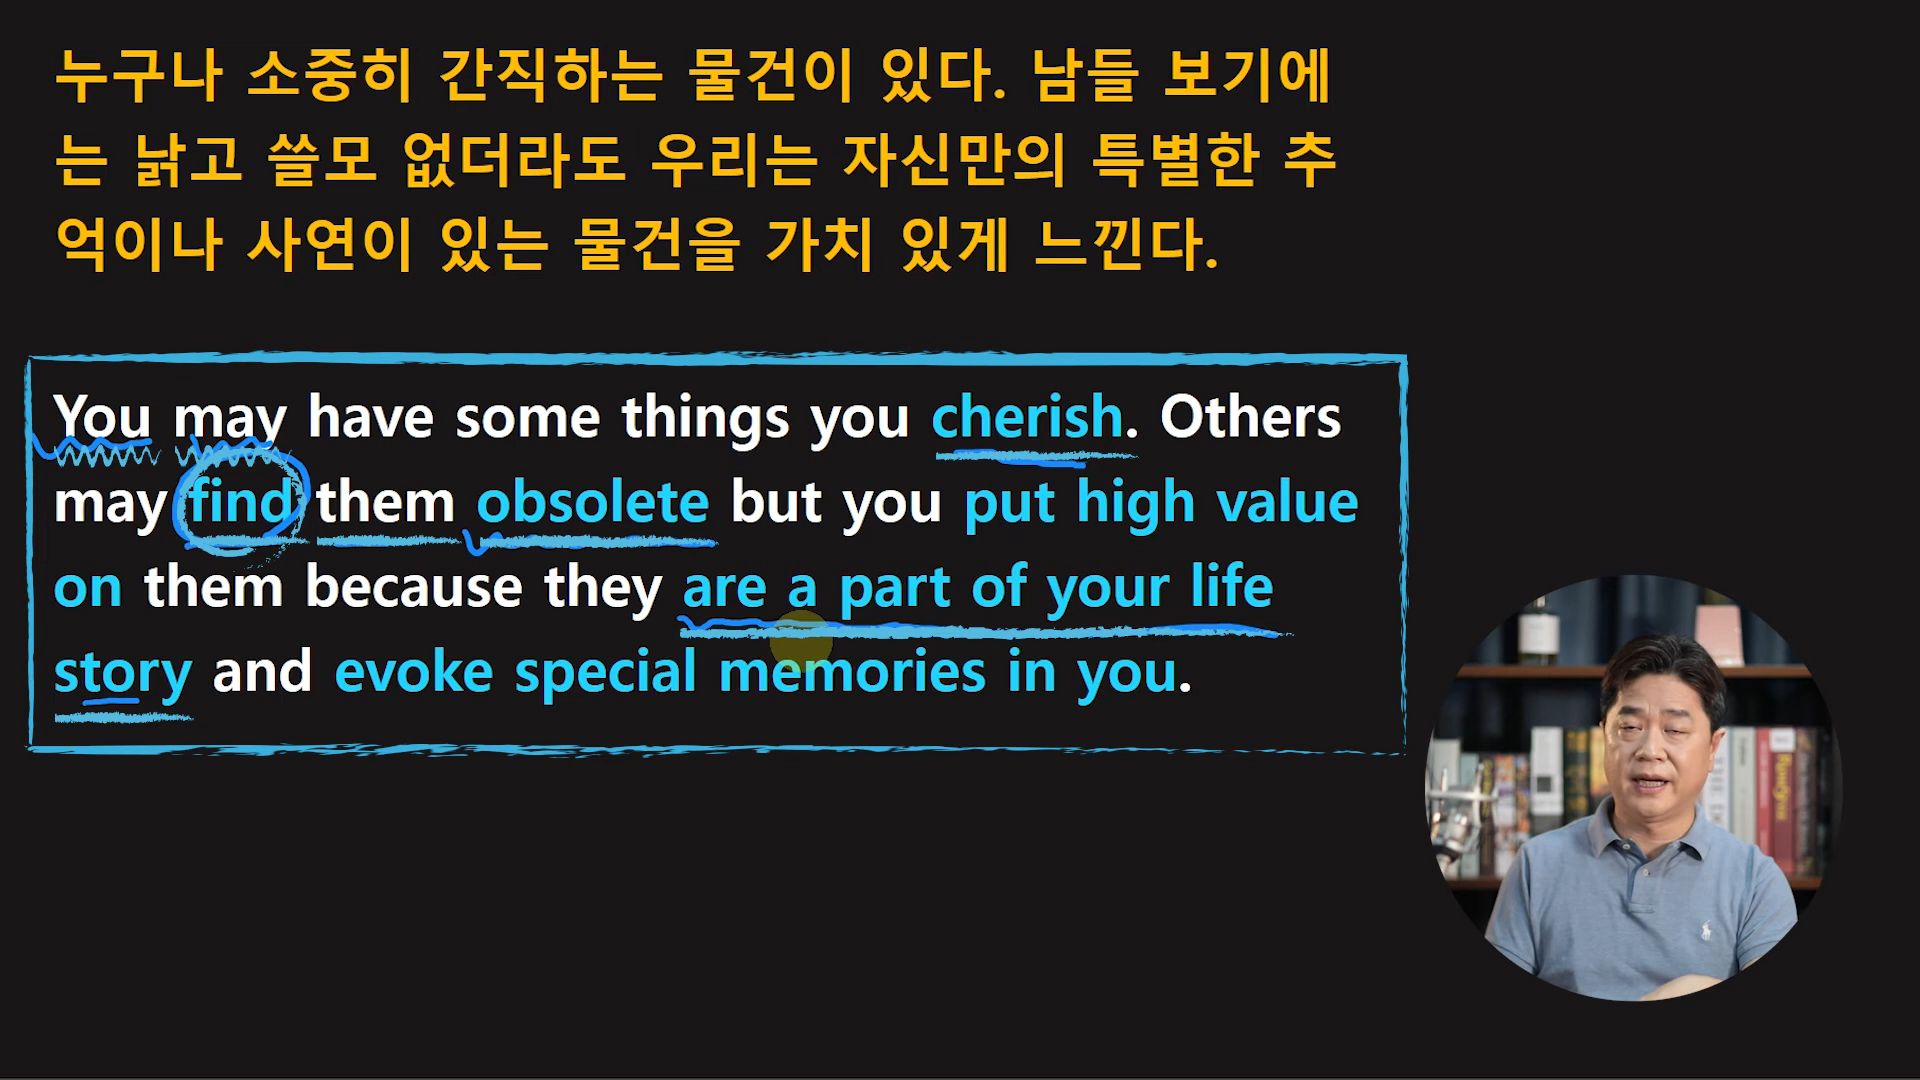 누구나 소중히 간직하는 물건이 있다. 남들 보기에
는 낡고 쓸모 없더라도 우리는 자신만의 특별한 추
억이나 사연이 있는 물건을 가치 있게 느낀다.
You may have some things you cherish. Others
may find them obsolete but you put high value
on them because they are a part of your life
story and evoke special memories in you.